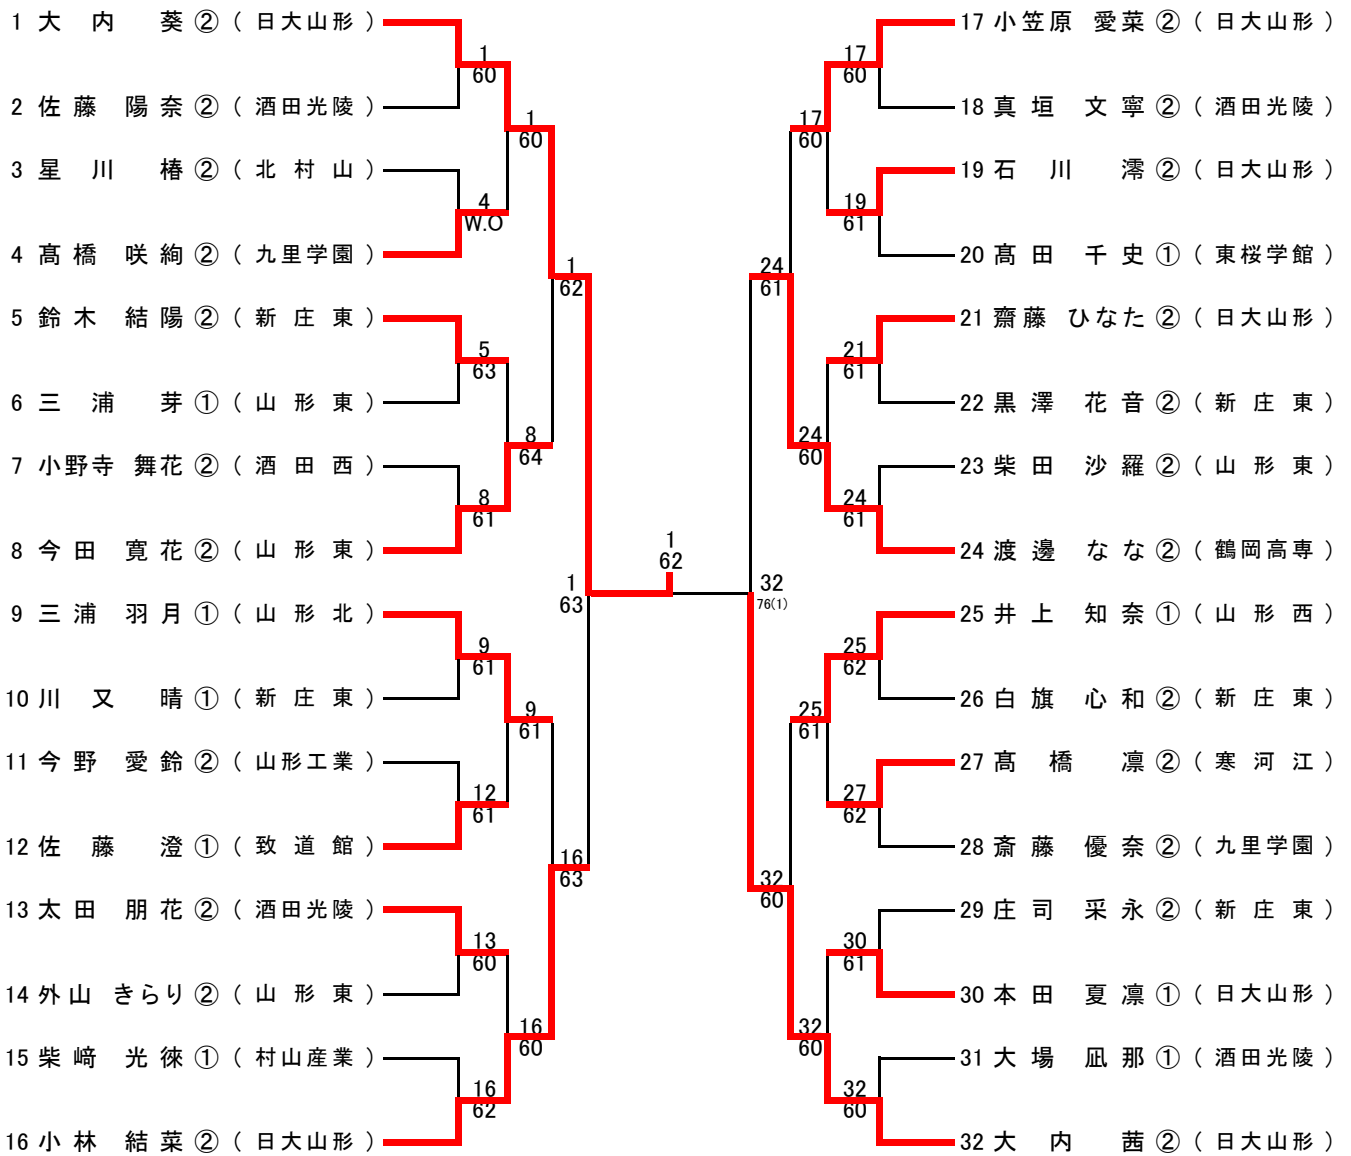 1 大内 葵 ② ( 日大山形 )
2 佐藤 陽奈 ② ( 酒田光陵 )
3 星川 椿 ② ( 北村山 )
4 髙橋 咲絢 ② ( 九里学園 )
5 鈴木 結陽 ② ( 新庄東 )
6 三浦 芽 ① ( 山形東 )
7 小野寺 舞花 ② ( 酒田西 )
8 今田 寛花 ② ( 山形東 )
9 三浦 羽月 ① ( 山形北 )
10 川又 晴 ① ( 新庄東 )
11 今野 愛鈴 ② ( 山形工業 )
12 佐藤 澄 ① ( 致道館 )
13 太田 朋花 ② ( 酒田光陵 )
14 外山 きらり ② ( 山形東 )
15 柴﨑 光徠 ① ( 村山産業 )
16 小林 結菜 ② ( 日大山形 )
1
60
4
W.O
5
63
8
61
9
61
12
61
13
60
16
62
1
60
8
64
9
61
16
60
1
62
16
63
1
63
1
62
32
76(1)
24
61
32
60
17
60
24
60
25
61
32
60
17
60
19
61
21
61
24
61
25
62
27
62
30
61
32
60
17 小笠原 愛菜 ② ( 日大山形 )
18 真垣 文寧 ② ( 酒田光陵 )
19 石川 澪 ② ( 日大山形 )
20 髙田 千史 ① ( 東桜学館 )
21 齋藤 ひなた ② ( 日大山形 )
22 黒澤 花音 ② ( 新庄東 )
23 柴田 沙羅 ② ( 山形東 )
24 渡邊 なな ② ( 鶴岡高専 )
25 井上 知奈 ① ( 山形西 )
26 白旗 心和 ② ( 新庄東 )
27 髙橋 凛 ② ( 寒河江 )
28 斎藤 優奈 ② ( 九里学園 )
29 庄司 采永 ② ( 新庄東 )
30 本田 夏凛 ① ( 日大山形 )
31 大場 凪那 ① ( 酒田光陵 )
32 大内 茜 ② ( 日大山形 )